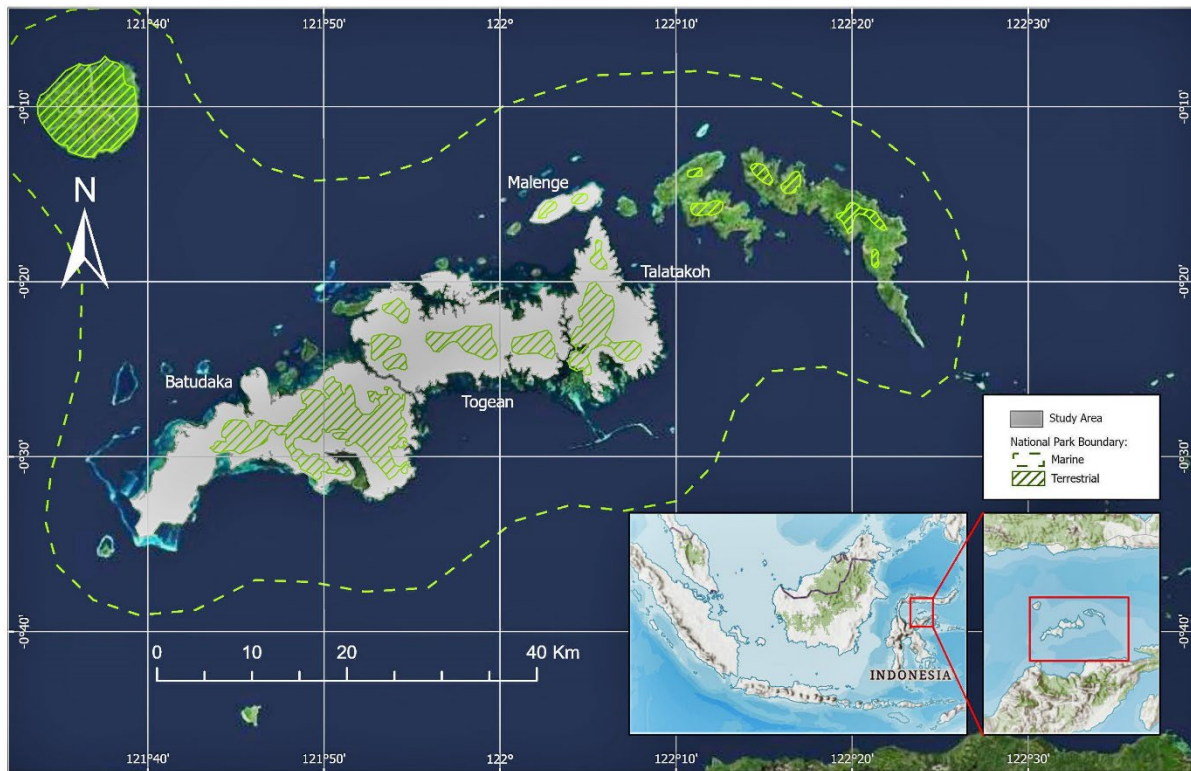 121°40' 121°50' 122° 122°10' 122°20' 122°30'
-0°10' -0°10'
N
Malenge
Talatakoh
-0°20' -0°20'
Batudaka
Togean
Study Area
National Park Boundary:
Marine
Terrestrial
-0°30' -0°30'
-0°40' -0°40'
0 10 20 40 Km
INDONESIA
121°40' 121°50' 122° 122°10' 122°20' 122°30'